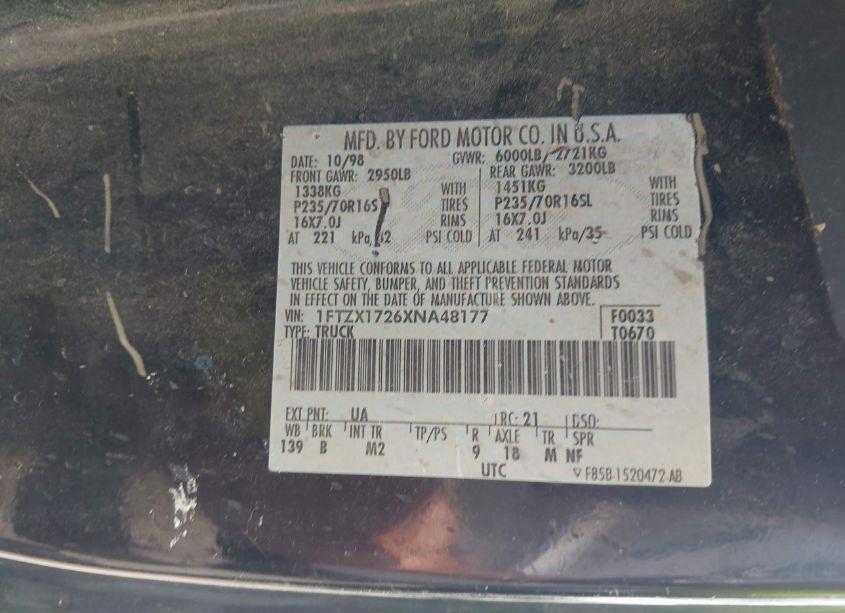 MFD. BY FORD MOTOR CO. IN U.S.A.
DATE: 10/98 GVWR: 6000LB/ 2721KG
FRONT GAWR: 2950LB REAR GAWR: 3200LB
1338KG WITH 1451KG WITH
P235/70R16S TIRES P235/70R16SL TIRES
16X7.0J RIMS 16X7.0J RIMS
AT 221 kPa/32 PSI COLD AT 241 kPa/35 PSI COLD
THIS VEHICLE CONFORMS TO ALL APPLICABLE FEDERAL MOTOR
VEHICLE SAFETY, BUMPER, AND THEFT PREVENTION STANDARDS
IN EFFECT ON THE DATE OF MANUFACTURE SHOWN ABOVE.
VIN: 1FTZX1726XNA48177 F0033
TYPE: TRUCK T0670
EXT PNT: UA RC: 21 DSO:
WB BRK INT TR TP/PS R AXLE TR SPR
139 B M2 9 18 M NF
UTC F85B-1520472-AB